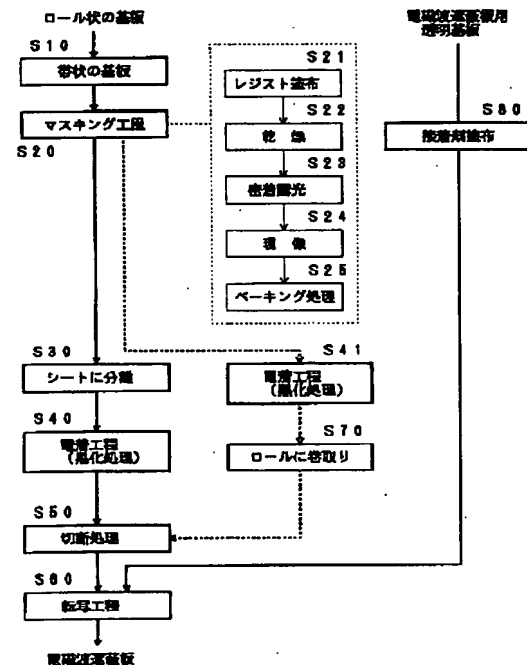 ロール状の基板
電磁波遮蔽板用
透明基板
S10
帯状の基板
マスキング工程
S20
S21
レジスト塗布
S22
乾燥
S23
密着露光
S24
現像
S25
ベーキング処理
S80
接着剤塗布
S30
シートに分離
S40
電着工程
(黒化処理)
S41
電着工程
(黒化処理)
S70
ロールに巻取り
S50
切断処理
S60
転写工程
電磁波遮蔽板